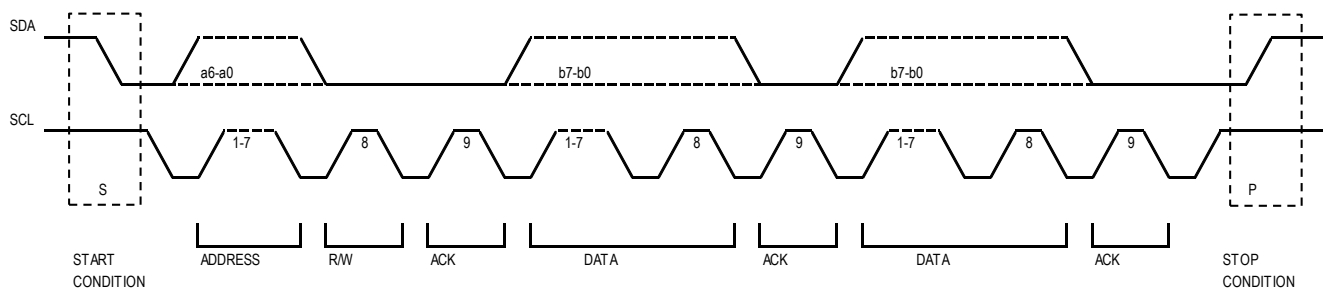 SDA
a6-a0 b7-b0 b7-b0
SCL
1-7 8 9 1-7 8 9 1-7 8 9
S P
START CONDITION ADDRESS R/W ACK DATA ACK DATA ACK STOP CONDITION